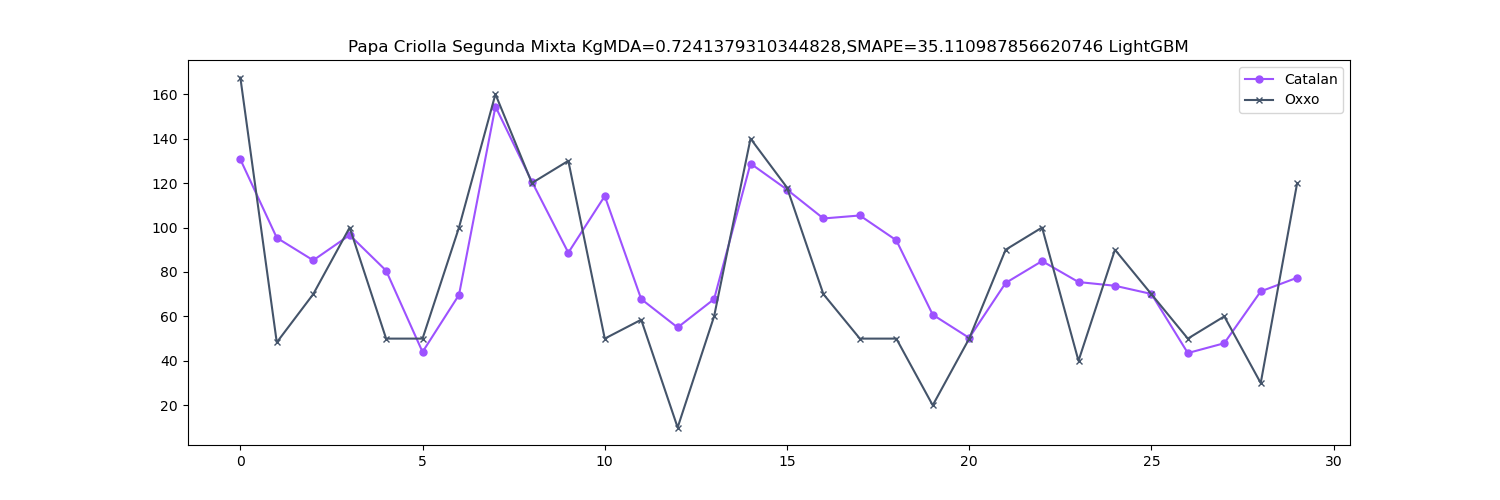 Papa Criolla Segunda Mixta KgMDA=0.7241379310344828,SMAPE=35.110987856620746 LightGBM
Catalan
Oxxo
160
140
120
100
80
60
40
20
0 5 10 15 20 25 30